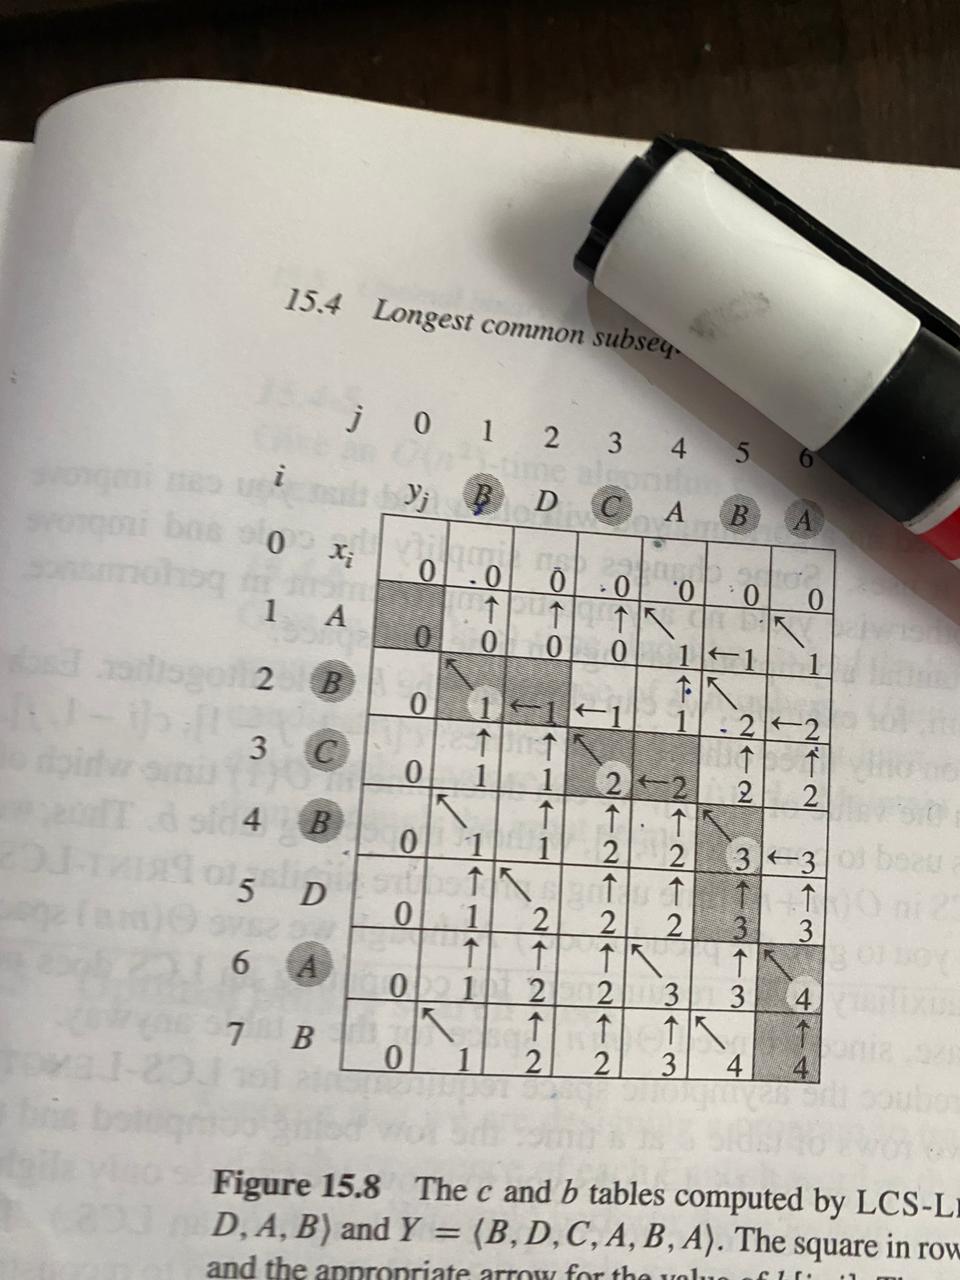 15.4 Longest common subseq
j 0 1 2 3 4 5 6
i y_j B D C A B A
0 x_i 0 0 0 0 0 0 0
1 A 0 ↑0 ↑0 ↑0 ↖1 ←1 ↖1
2 B 0 ↖1 ←1 ←1 ↑1 ↖2 ←2
3 C 0 ↑1 ↑1 ↖2 ←2 ↑2 ↑2
4 B 0 ↖1 ↑1 ↑2 ↑2 ↖3 ←3
5 D 0 ↑1 ↖2 ↑2 ↑2 ↑3 ↑3
6 A 0 ↑1 ↑2 ↑2 ↖3 ↑3 ↖4
7 B 0 ↖1 ↑2 ↑2 ↑3 ↖4 ↑4
Figure 15.8 The c and b tables computed by LCS-L
D, A, B⟩ and Y = ⟨B, D, C, A, B, A⟩. The square in row
and the appropriate arrow for the value of